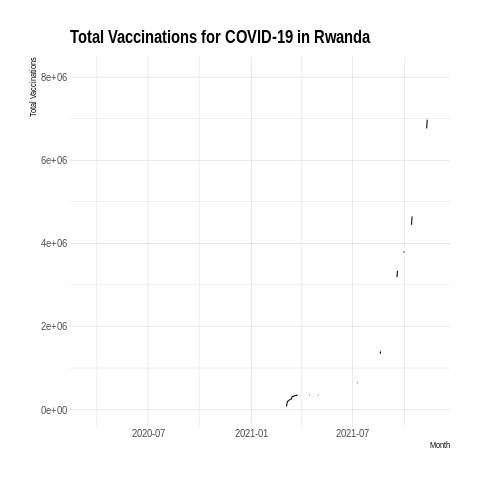 Total Vaccinations for COVID-19 in Rwanda
Total Vaccinations
8e+06
6e+06
4e+06
2e+06
0e+00
2020-07
2021-01
2021-07
Month